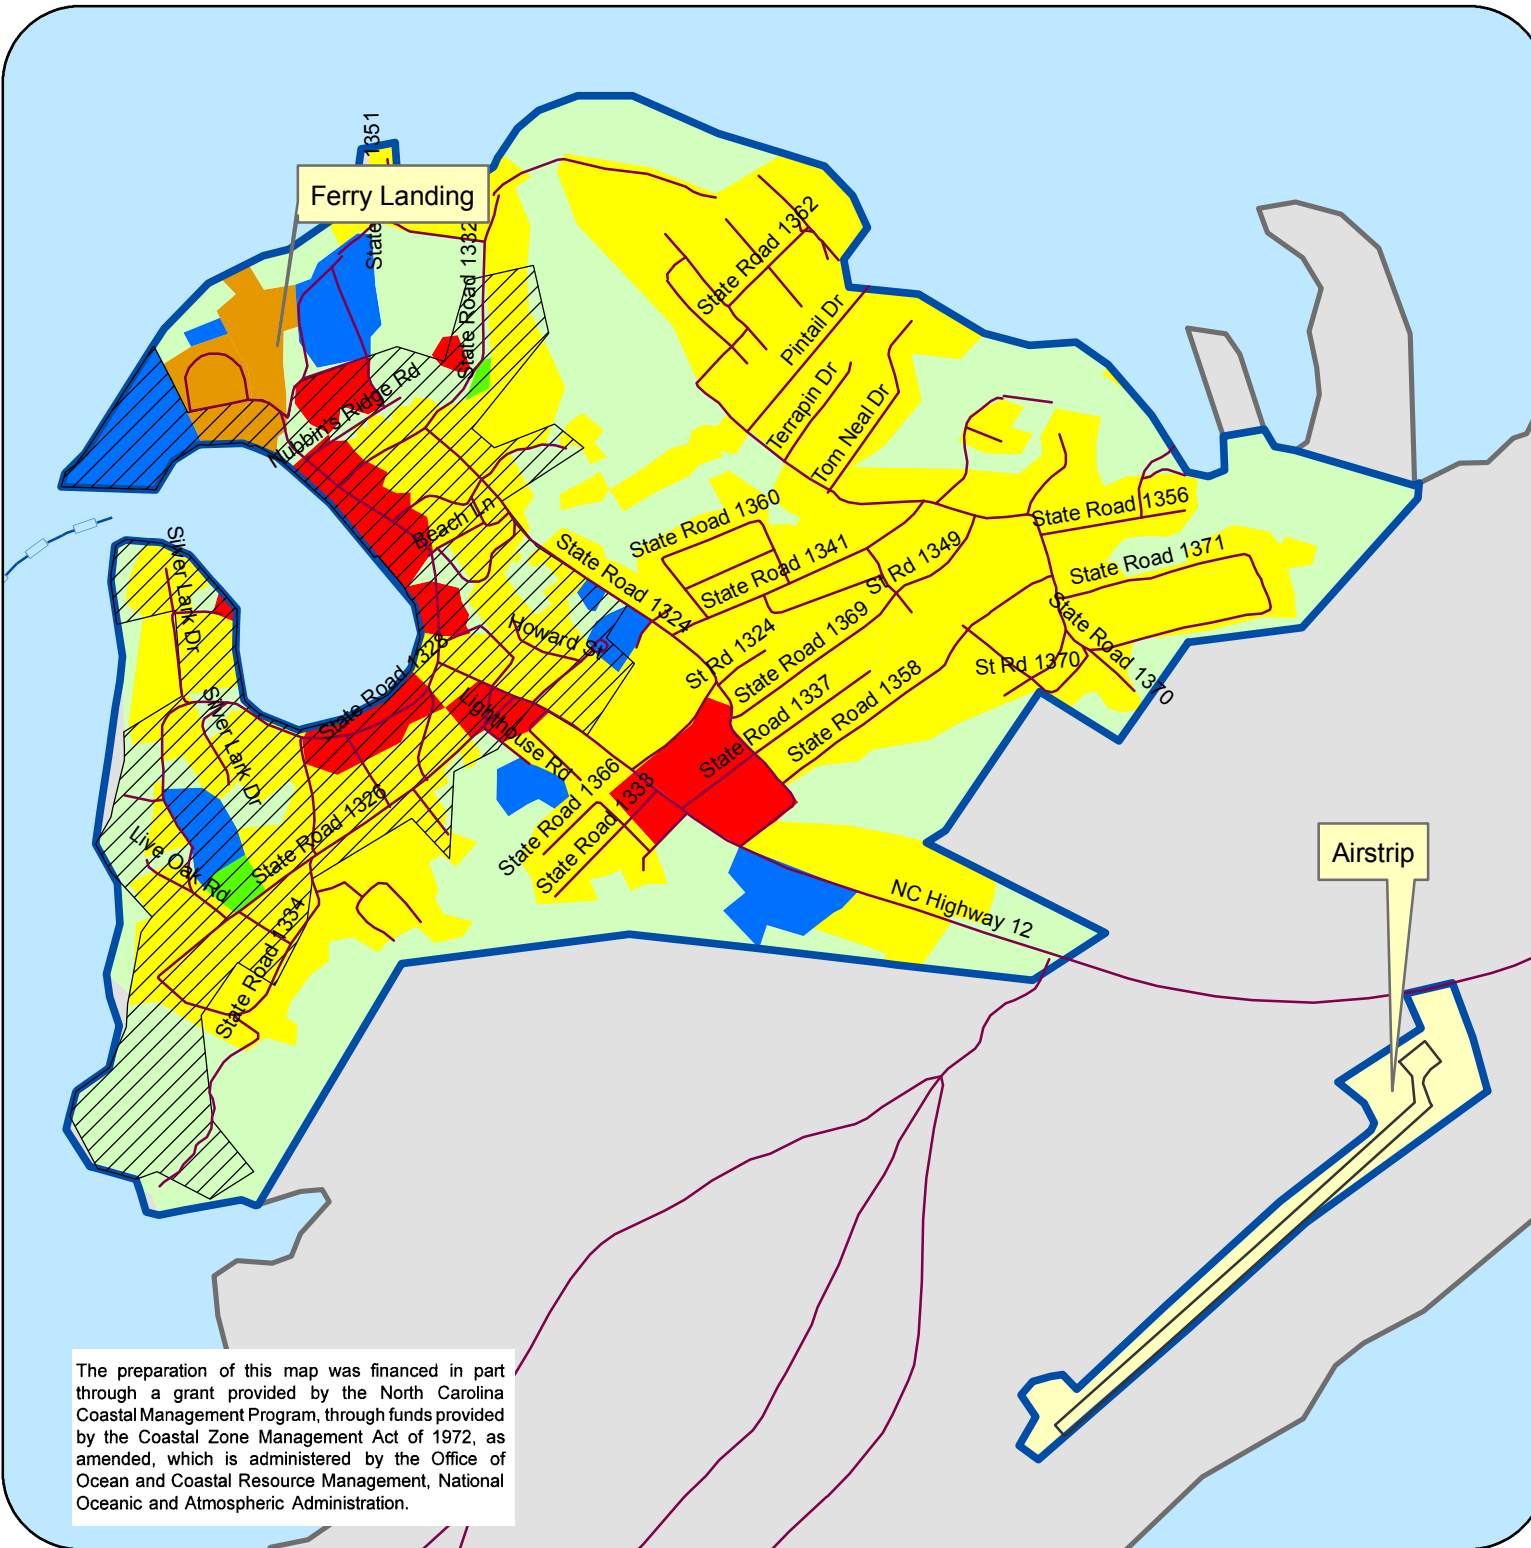 1351
State
Ferry Landing
State Road 1332
State Road 1362
Pintail Dr
Nubbin's Ridge Rd
Terrapin Dr
Tom Neal Dr
Beach Ln
State Road 1360
State Road 1356
State Road 1341
St Rd 1349
State Road 1371
Silver Lark Dr
State Road 1324
Howard St
State Road 1369
St Rd 1324
State Road 1328
State Road 1370
St Rd 1370
Silver Lark Dr
Lighthouse Rd
State Road 1337
State Road 1358
State Road 1366
State Road 1333
State Road 1326
Live Oak Rd
Airstrip
NC Highway 12
State Road 1334
The preparation of this map was financed in part
through a grant provided by the North Carolina
Coastal Management Program, through funds provided
by the Coastal Zone Management Act of 1972, as
amended, which is administered by the Office of
Ocean and Coastal Resource Management, National
Oceanic and Atmospheric Administration.